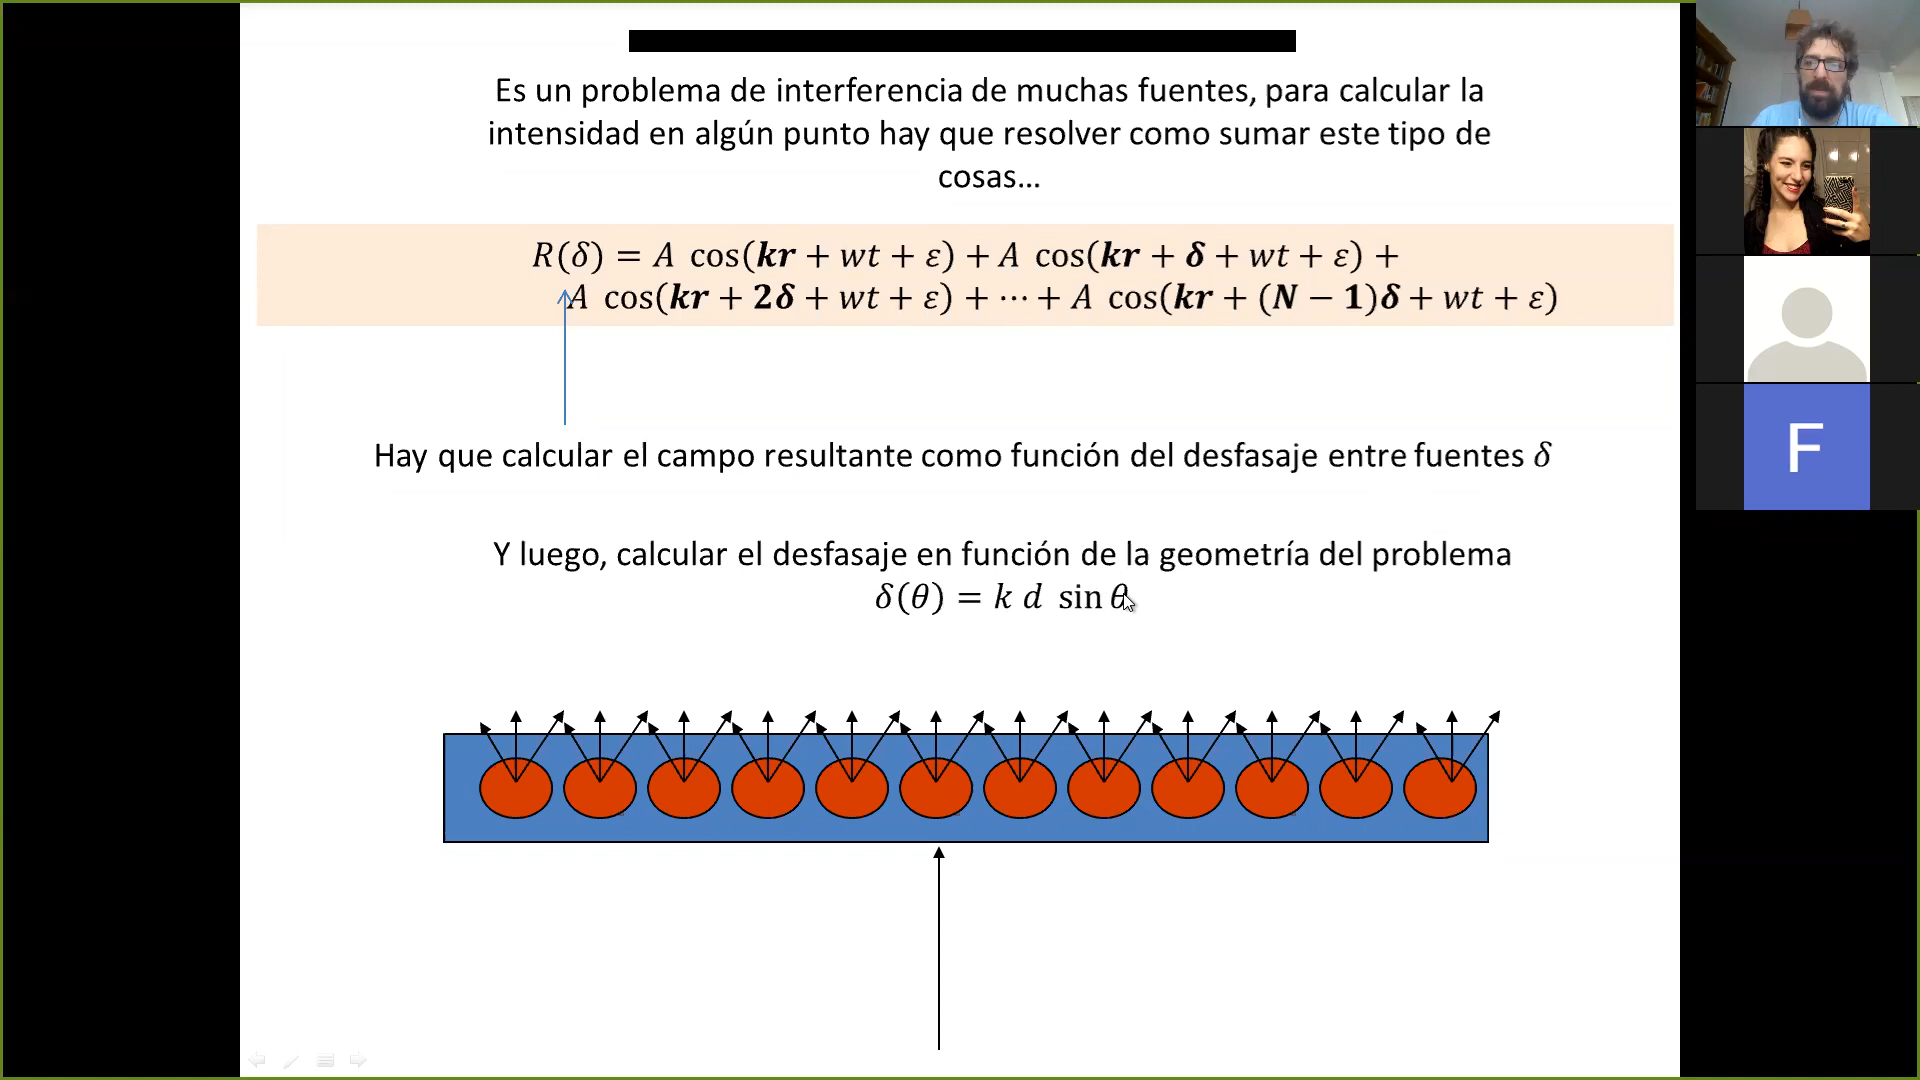 Es un problema de interferencia de muchas fuentes, para calcular la
intensidad en algún punto hay que resolver como sumar este tipo de
cosas…
R(δ) = A cos(kr + wt + ε) + A cos(kr + δ + wt + ε) +
A cos(kr + 2δ + wt + ε) + ⋯ + A cos(kr + (N − 1)δ + wt + ε)
Hay que calcular el campo resultante como función del desfasaje entre fuentes δ
Y luego, calcular el desfasaje en función de la geometría del problema
δ(θ) = k d sin θ
F